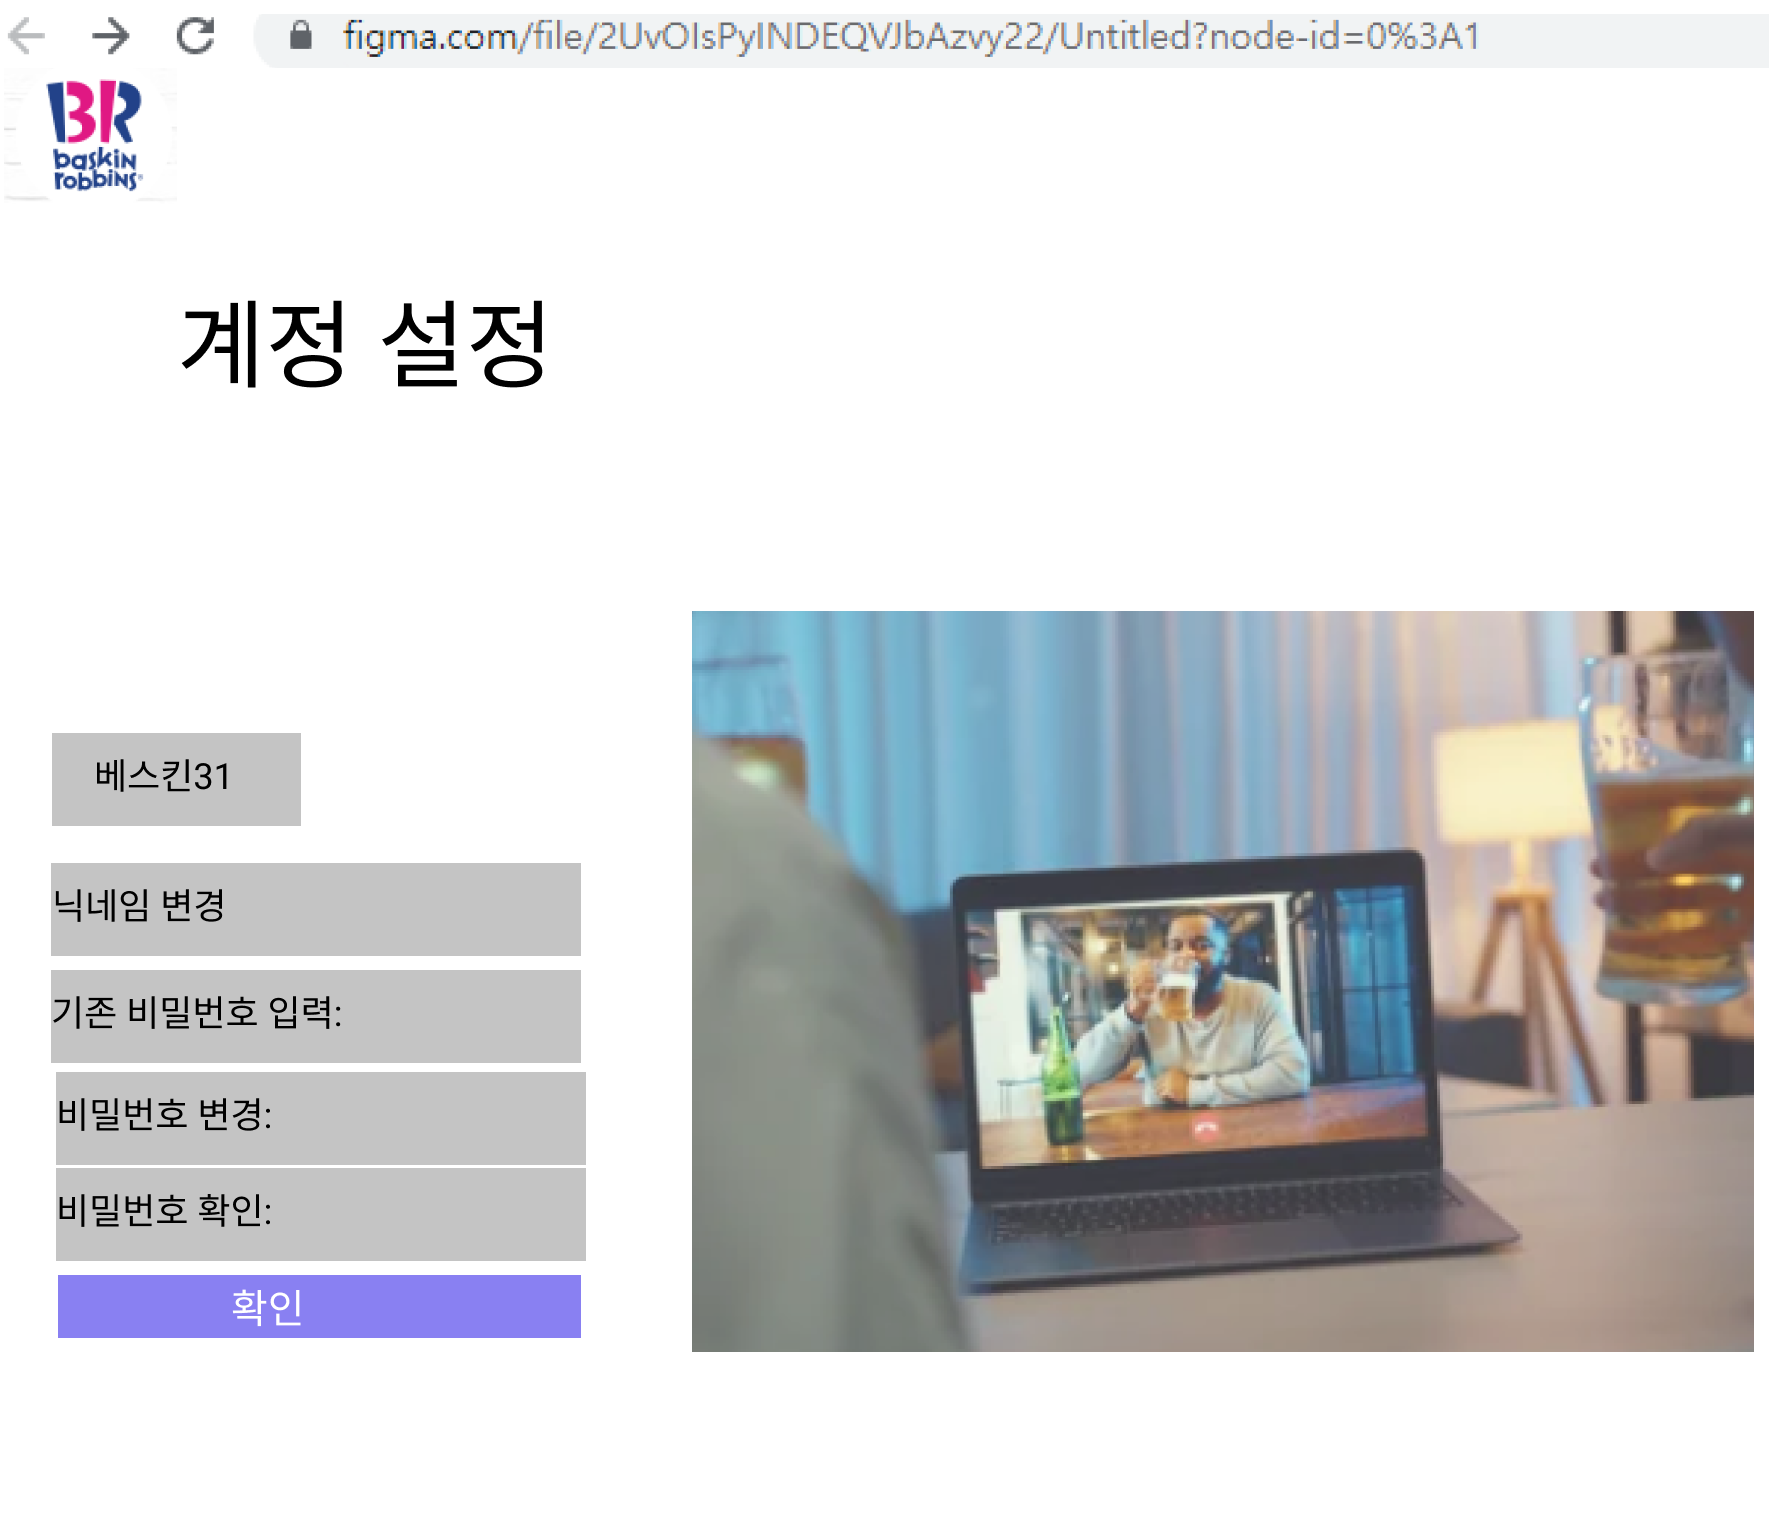 figma.com/file/2UvOIsPyINDEQVJbAzvy22/Untitled?node-id=0%3A1
BR
baskin
robbins
계정 설정
베스킨31
닉네임 변경
기존 비밀번호 입력:
비밀번호 변경:
비밀번호 확인:
확인